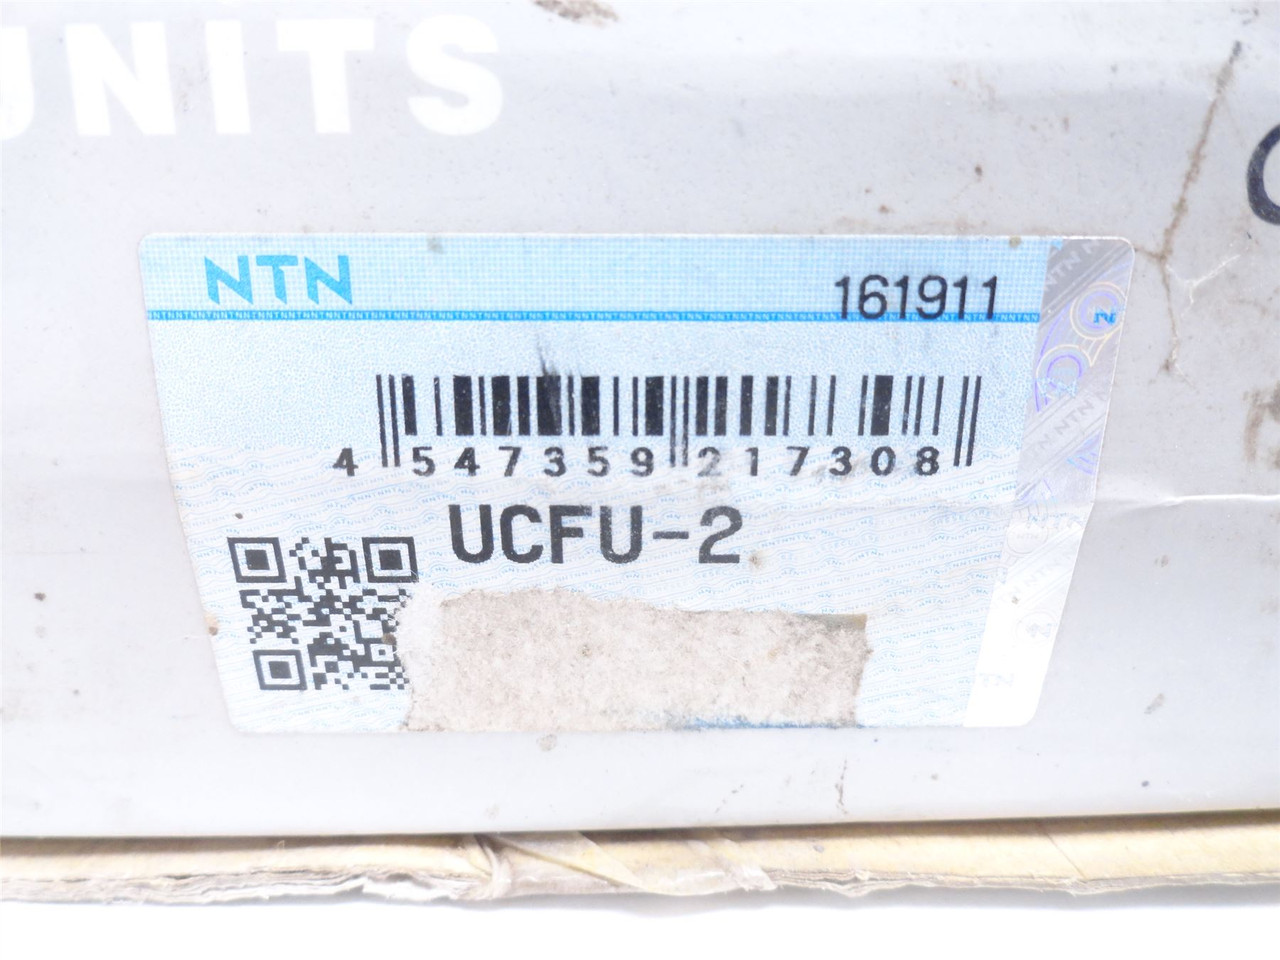 UNITS
NTN
161911
4 547359 217308
UCFU-2